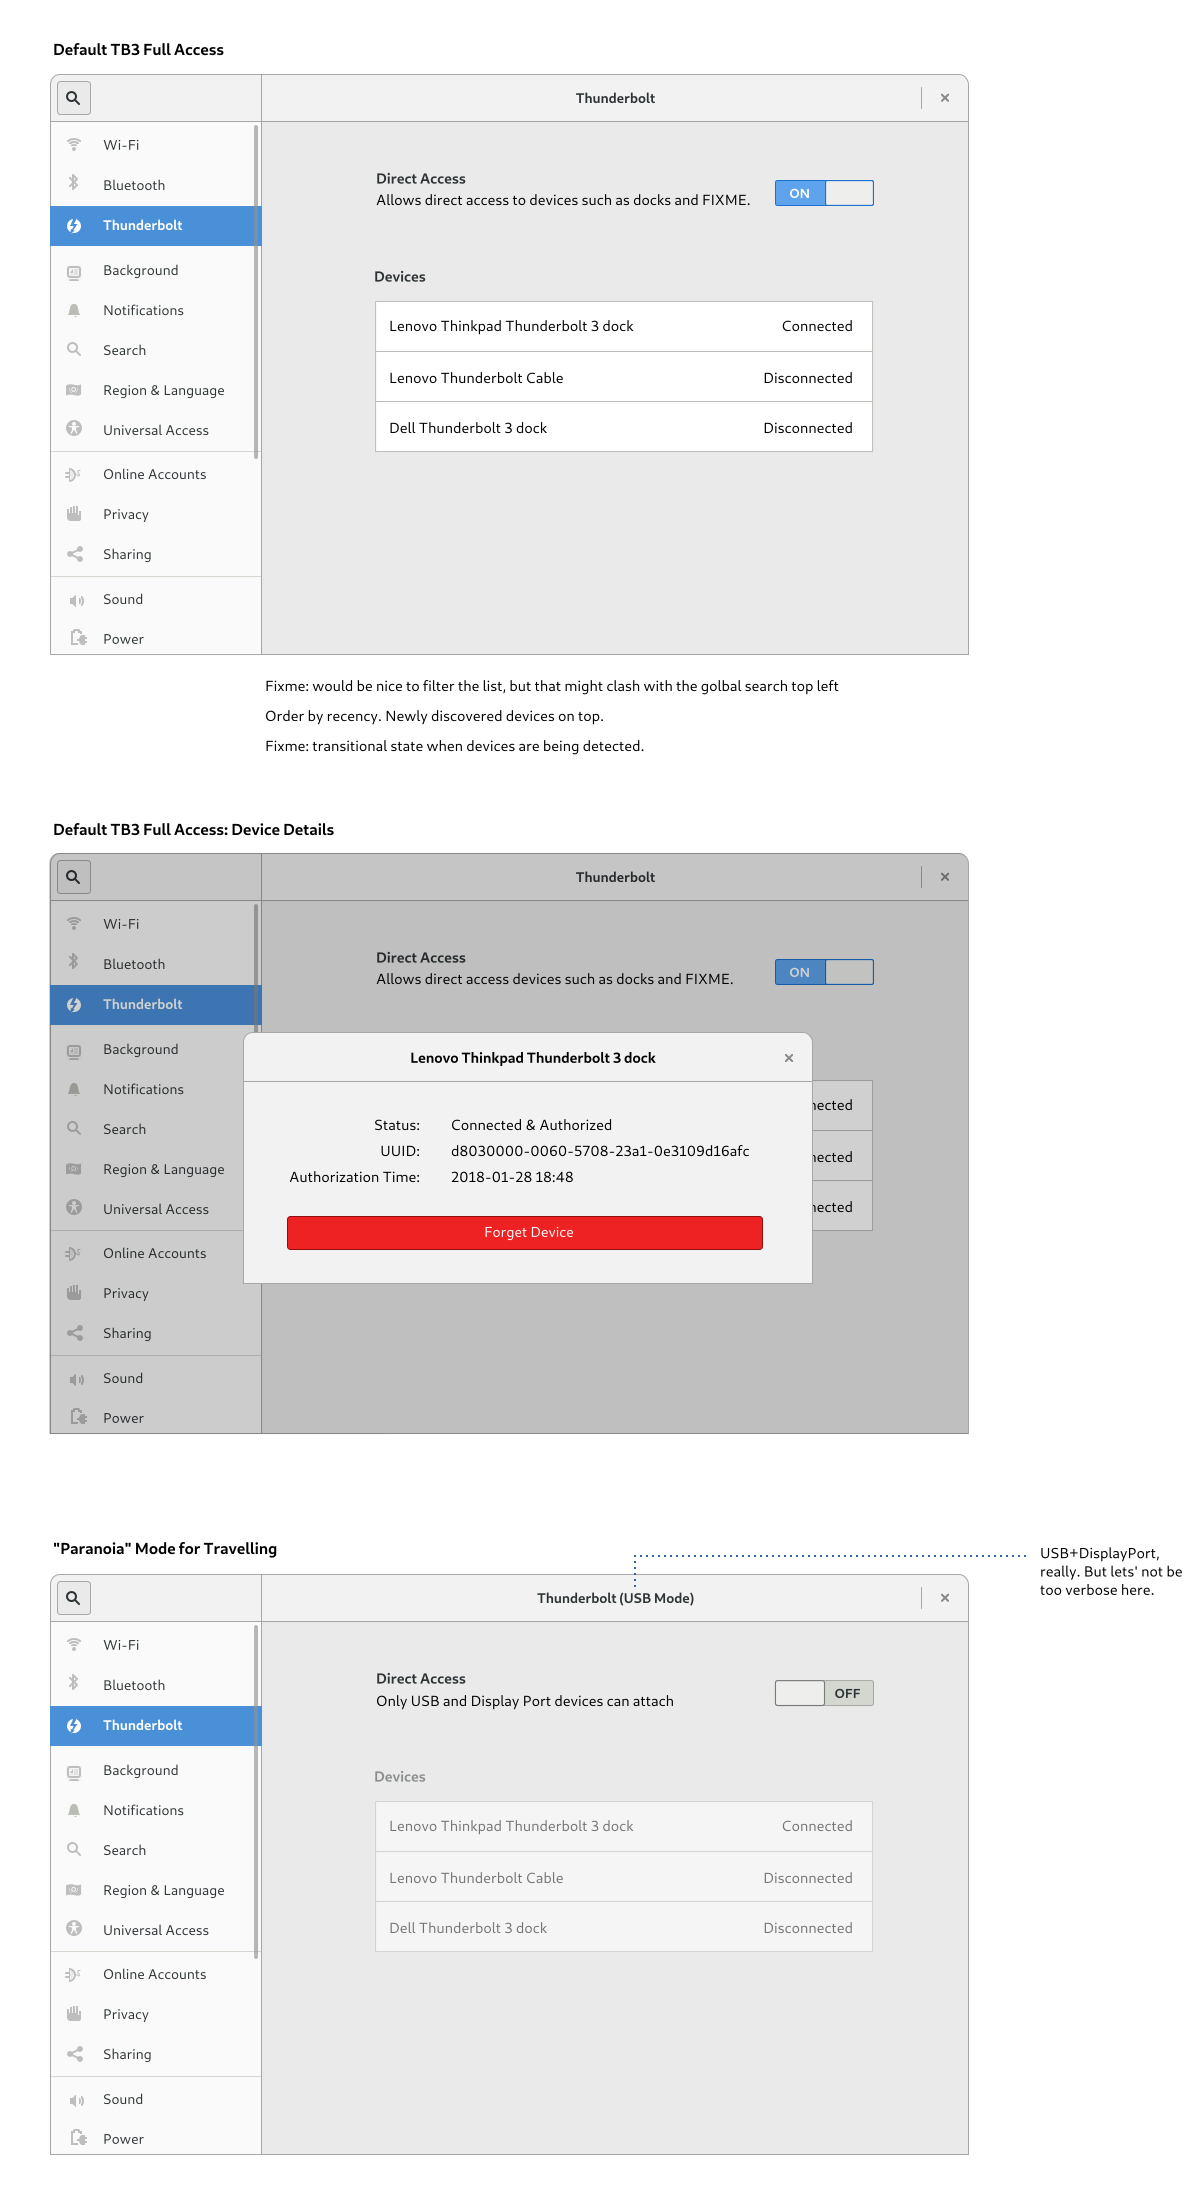 Default TB3 Full Access
Thunderbolt
Wi-Fi
Bluetooth
Thunderbolt
Background
Notifications
Search
Region & Language
Universal Access
Online Accounts
Privacy
Sharing
Sound
Power
Direct Access
Allows direct access to devices such as docks and FIXME.
ON
Devices
Lenovo Thinkpad Thunderbolt 3 dock Connected
Lenovo Thunderbolt Cable Disconnected
Dell Thunderbolt 3 dock Disconnected
Fixme: would be nice to filter the list, but that might clash with the golbal search top left
Order by recency. Newly discovered devices on top.
Fixme: transitional state when devices are being detected.
Default TB3 Full Access: Device Details
Thunderbolt
Wi-Fi
Bluetooth
Thunderbolt
Background
Notifications
Search
Region & Language
Universal Access
Online Accounts
Privacy
Sharing
Sound
Power
Direct Access
Allows direct access devices such as docks and FIXME.
ON
nected
nected
nected
Lenovo Thinkpad Thunderbolt 3 dock
Status: Connected & Authorized
UUID: d8030000-0060-5708-23a1-0e3109d16afc
Authorization Time: 2018-01-28 18:48
Forget Device
"Paranoia" Mode for Travelling
USB+DisplayPort,
really. But lets' not be
too verbose here.
Thunderbolt (USB Mode)
Wi-Fi
Bluetooth
Thunderbolt
Background
Notifications
Search
Region & Language
Universal Access
Online Accounts
Privacy
Sharing
Sound
Power
Direct Access
Only USB and Display Port devices can attach
OFF
Devices
Lenovo Thinkpad Thunderbolt 3 dock Connected
Lenovo Thunderbolt Cable Disconnected
Dell Thunderbolt 3 dock Disconnected